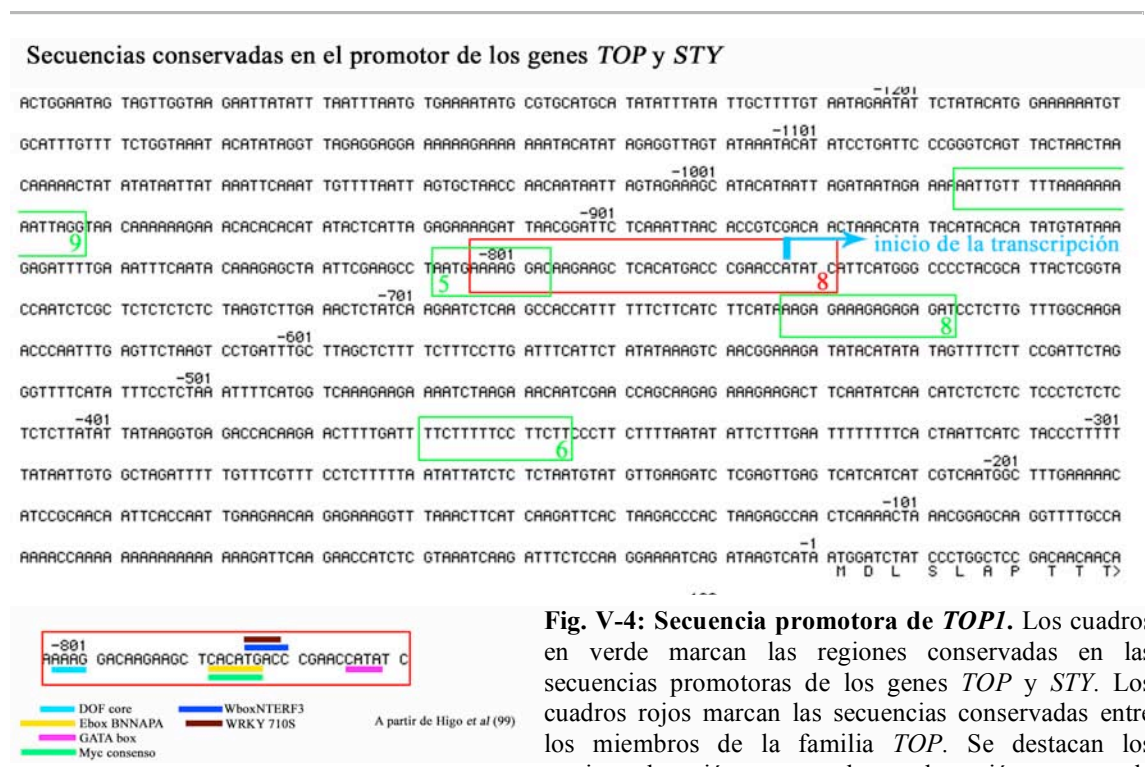 Secuencias conservadas en el promotor de los genes TOP y STY
-1201
ACTGGAATAG TAGTTGGTAA GAATTATATT TAATTTAATG TGAAAATATG CGTGCATGCA TATATTTATA TTGCTTTTGT AATAGAATAT TCTATACATG GAAAAAATGT
-1101
GCATTTGTTT TCTGGTAAAT ACATATAGGT TAGAGGAGGA AAAAAGAAAA AAATACATAT AGAGGTTAGT ATAAATACAT ATCCTGATTC CCGGGTCAGT TACTAACTAA
-1001
CAAAAACTAT ATATAATTAT AAATTCAAAT TGTTTTAATT AGTGCTAACC AACAATAATT AGTAGAAAGC ATACATAATT AGATAATAGA AAAAATTGTT TTTAAAAAAA
-901
AATTAGGTAA CAAAAAAGAA ACACACACAT ATACTCATTA GAGAAAAGAT TAACGGATTC TCAAATTAAC ACCGTCGACA ACTAAACATA TACATACACA TATGTATAAA
9
inicio de la transcripción
-801
GAGATTTTGA AATTTCAATA CAAAGAGCTA ATTCGAAGCC TAATGAAAAG GACAAGAAGC TCACATGACC CGAACCATAT CATTCATGGG CCCCTACGCA TTACTCGGTA
5 8
-701
CCAATCTCGC TCTCTCTCTC TAAGTCTTGA AACTCTATCA AGAATCTCAA GCCACCATTT TTTCTTCATC TTCATAAAGA GAAAGAGAGA GATCCTCTTG TTTGGCAAGA
8
-601
ACCCAATTTG AGTTCTAAGT CCTGATTTGC TTAGCTCTTT TCTTTCCTTG ATTTCATTCT ATATAAAGTC AACGGAAAGA TATACATATA TAGTTTTCTT CCGATTCTAG
-501
GGTTTTCATA TTTCCTCTAA ATTTTCATGG TCAAAGAAGA AAATCTAAGA AACAATCGAA CCAGCAAGAG AAAGAAGACT TCAATATCAA CATCTCTCTC TCCCTCTCTC
-401 -301
TCTCTTATAT TATAAGGTGA GACCACAAGA ACTTTTGATT TTCTTTTTCC TTCTTCCCTT CTTTTAATAT ATTCTTTGAA TTTTTTTTCA CTAATTCATC TACCCTTTTT
6
-201
TATAATTGTG GCTAGATTTT TGTTTCGTTT CCTCTTTTTA ATATTATCTC TCTAATGTAT GTTGAAGATC TCGAGTTGAG TCATCATCAT CGTCAATGGC TTTGAAAAAC
-101
ATCCGCAACA ATTCACCAAT TGAAGAACAA GAGAAAGGTT TAAACTTCAT CAAGATTCAC TAAGACCCAC TAAGAGCCAA CTCAAAACTA AACGGAGCAA GGTTTTGCCA
-1
AAAACCAAAA AAAAAAAAAA AAAGATTCAA GAACCATCTC GTAAATCAAG ATTTCTCCAA GGAAAATCAG ATAAGTCATA ATGGATCTAT CCCTGGCTCC GACAACAACA
M D L S L A P T T T>
-801
AAAAG GACAAGAAGC TCACATGACC CGAACCATAT C
DOF core WboxNTERF3
Ebox BNNAPA WRKY 710S
GATA box
Myc consenso
A partir de Higo et al (99)
Fig. V-4: Secuencia promotora de TOP1. Los cuadros
en verde marcan las regiones conservadas en las
secuencias promotoras de los genes TOP y STY. Los
cuadros rojos marcan las secuencias conservadas entre
los miembros de la familia TOP. Se destacan los